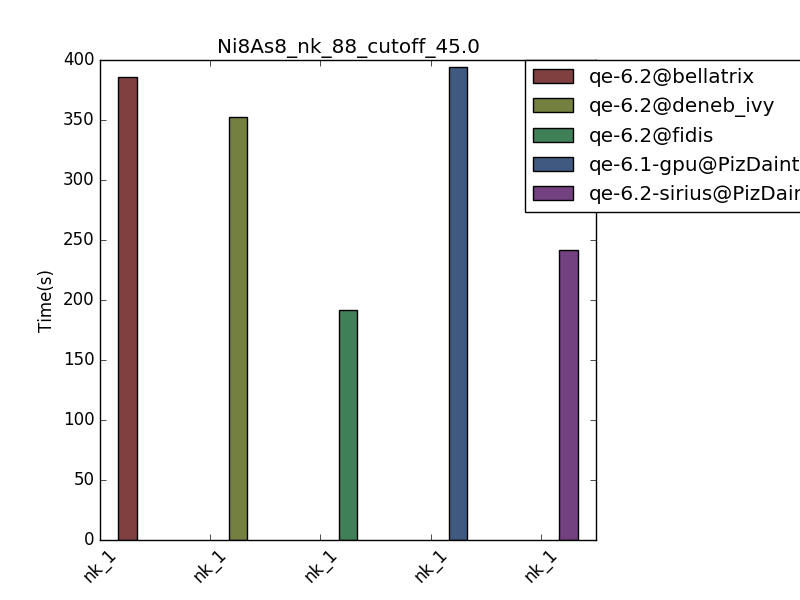 Ni8As8_nk_88_cutoff_45.0
400
350
300
250
200
150
100
50
0
Time(s)
nk_1
nk_1
nk_1
nk_1
nk_1
qe-6.2@bellatrix
qe-6.2@deneb_ivy
qe-6.2@fidis
qe-6.1-gpu@PizDaint
qe-6.2-sirius@PizDain